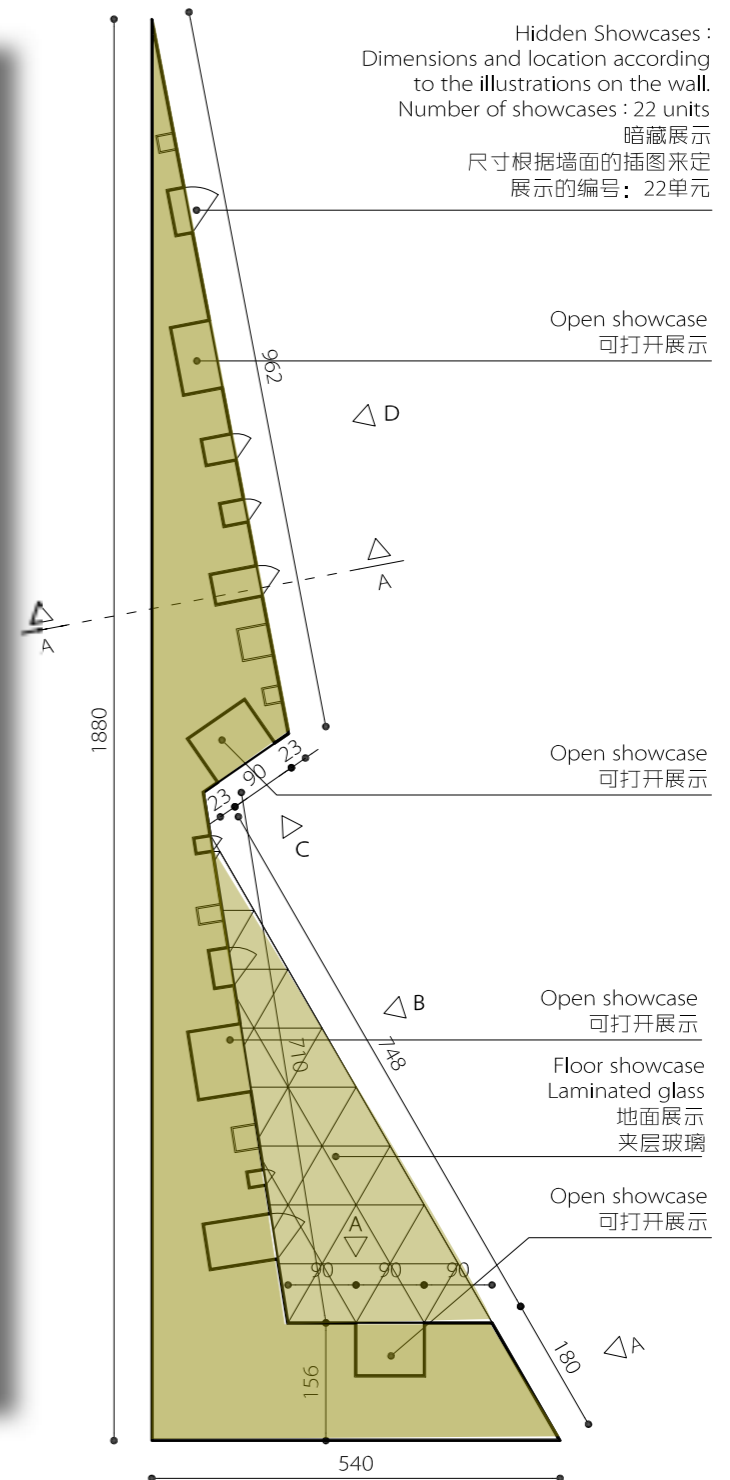 Hidden Showcases :
Dimensions and location according
to the illustrations on the wall.
Number of showcases : 22 units
暗藏展示
尺寸根据墙面的插图来定
展示的编号：22单元
Open showcase
可打开展示
962
D
A
A
1880
Open showcase
可打开展示
23
90
23
C
B
Open showcase
可打开展示
710
748
Floor showcase
Laminated glass
地面展示
夹层玻璃
Open showcase
可打开展示
A
90
90
90
A
180
156
540